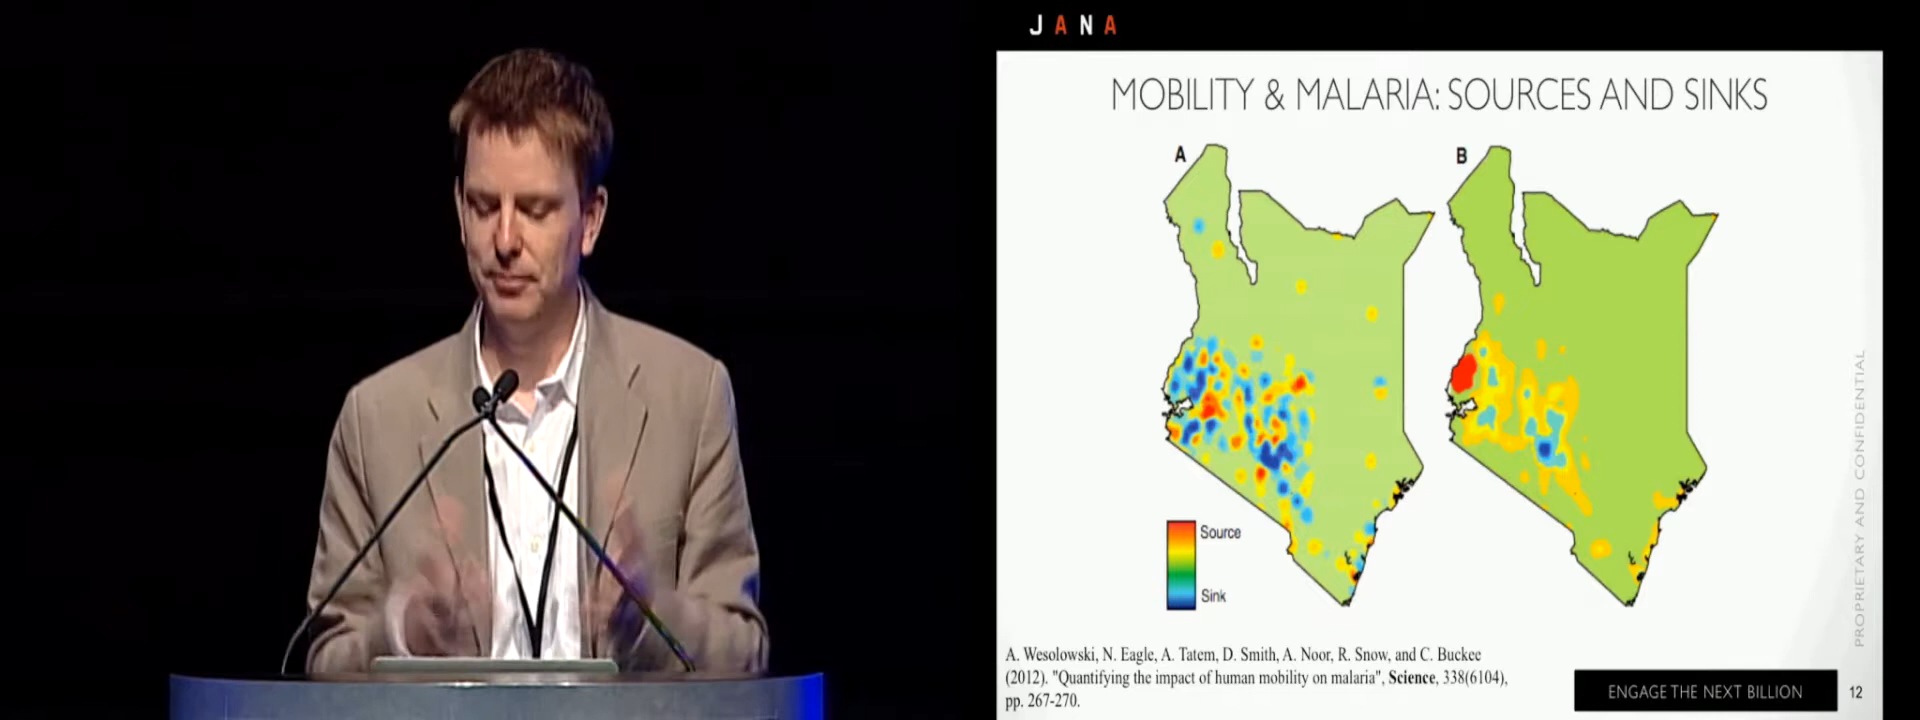 JANA
MOBILITY & MALARIA: SOURCES AND SINKS
A
B
Source
Sink
A. Wesolowski, N. Eagle, A. Tatem, D. Smith, A. Noor, R. Snow, and C. Buckee
(2012). "Quantifying the impact of human mobility on malaria", Science, 338(6104),
pp. 267-270.
PROPRIETARY AND CONFIDENTIAL
ENGAGE THE NEXT BILLION
12